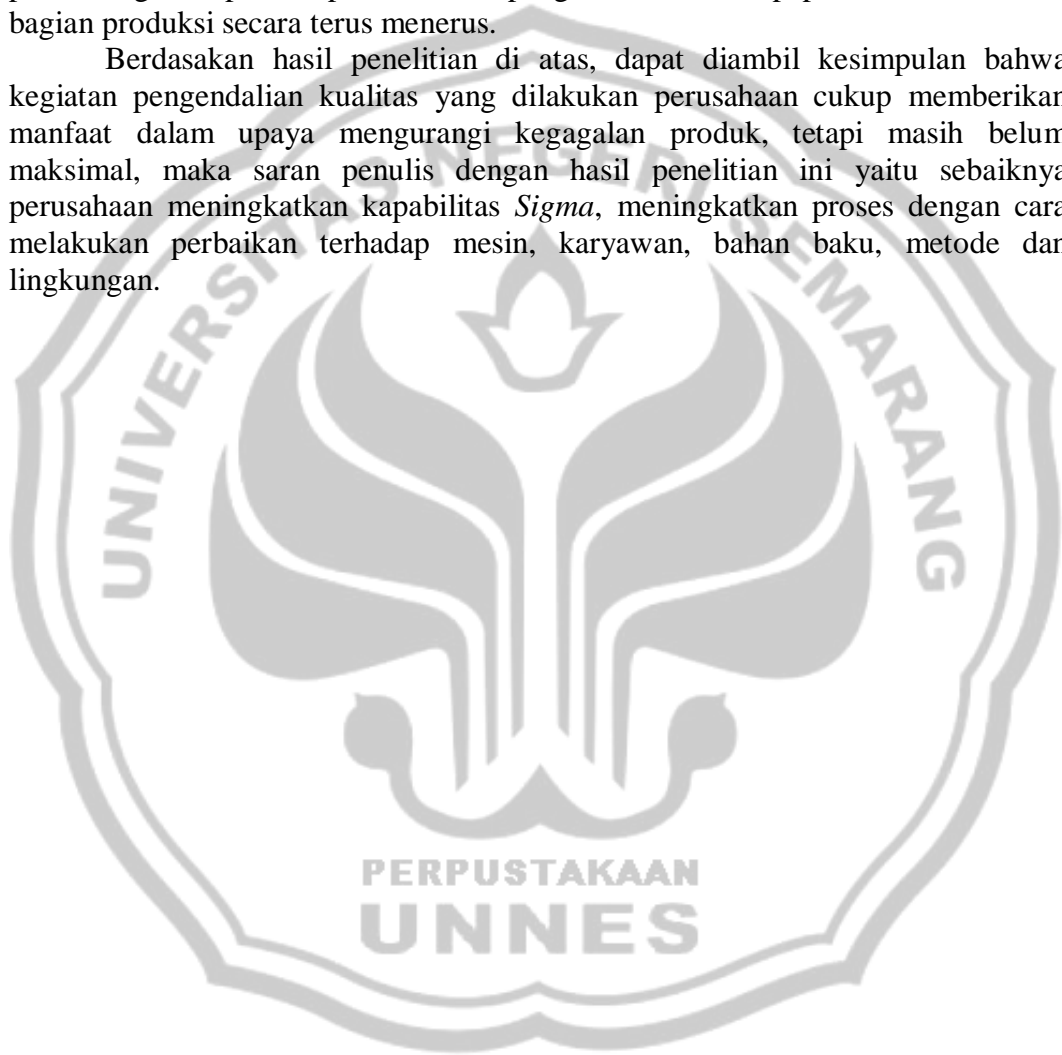 bagian produksi secara terus menerus.
Berdasakan hasil penelitian di atas, dapat diambil kesimpulan bahwa
kegiatan pengendalian kualitas yang dilakukan perusahaan cukup memberikan
manfaat dalam upaya mengurangi kegagalan produk, tetapi masih belum
maksimal, maka saran penulis dengan hasil penelitian ini yaitu sebaiknya
perusahaan meningkatkan kapabilitas Sigma, meningkatkan proses dengan cara
melakukan perbaikan terhadap mesin, karyawan, bahan baku, metode dan
lingkungan.
UNIVERSITAS NEGERI SEMARANG
PERPUSTAKAAN
UNNES